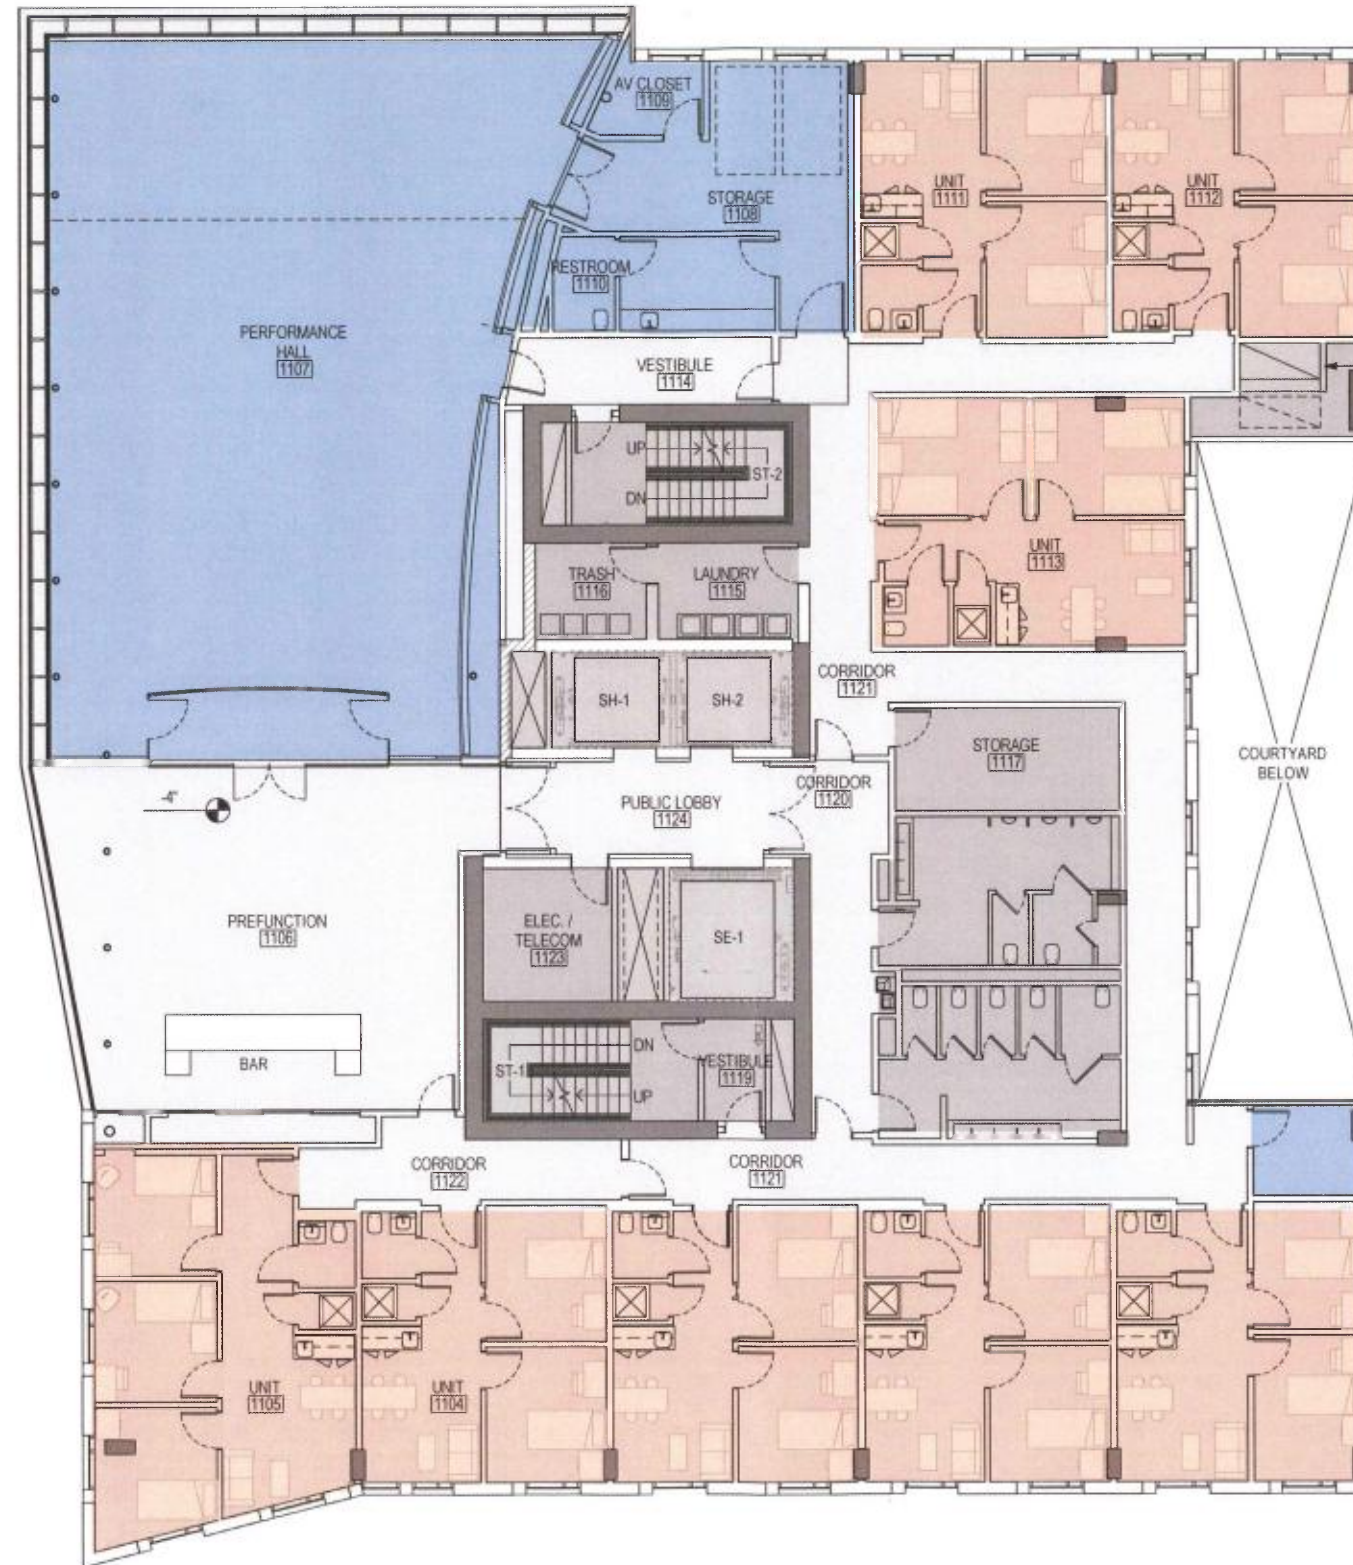 AV CLOSET
1109
STORAGE
1108
UNIT
1111
UNIT
1112
RESTROOM
1110
PERFORMANCE
HALL
1107
VESTIBULE
1114
UP
ST-2
DN
UNIT
1113
TRASH
1116
LAUNDRY
1115
SH-1
SH-2
CORRIDOR
1121
STORAGE
1117
COURTYARD
BELOW
-4"
PUBLIC LOBBY
1124
CORRIDOR
1120
PREFUNCTION
1106
ELEC. /
TELECOM
1123
SE-1
BAR
DN
ST-1
UP
VESTIBULE
1119
CORRIDOR
1122
CORRIDOR
1121
UNIT
1105
UNIT
1104